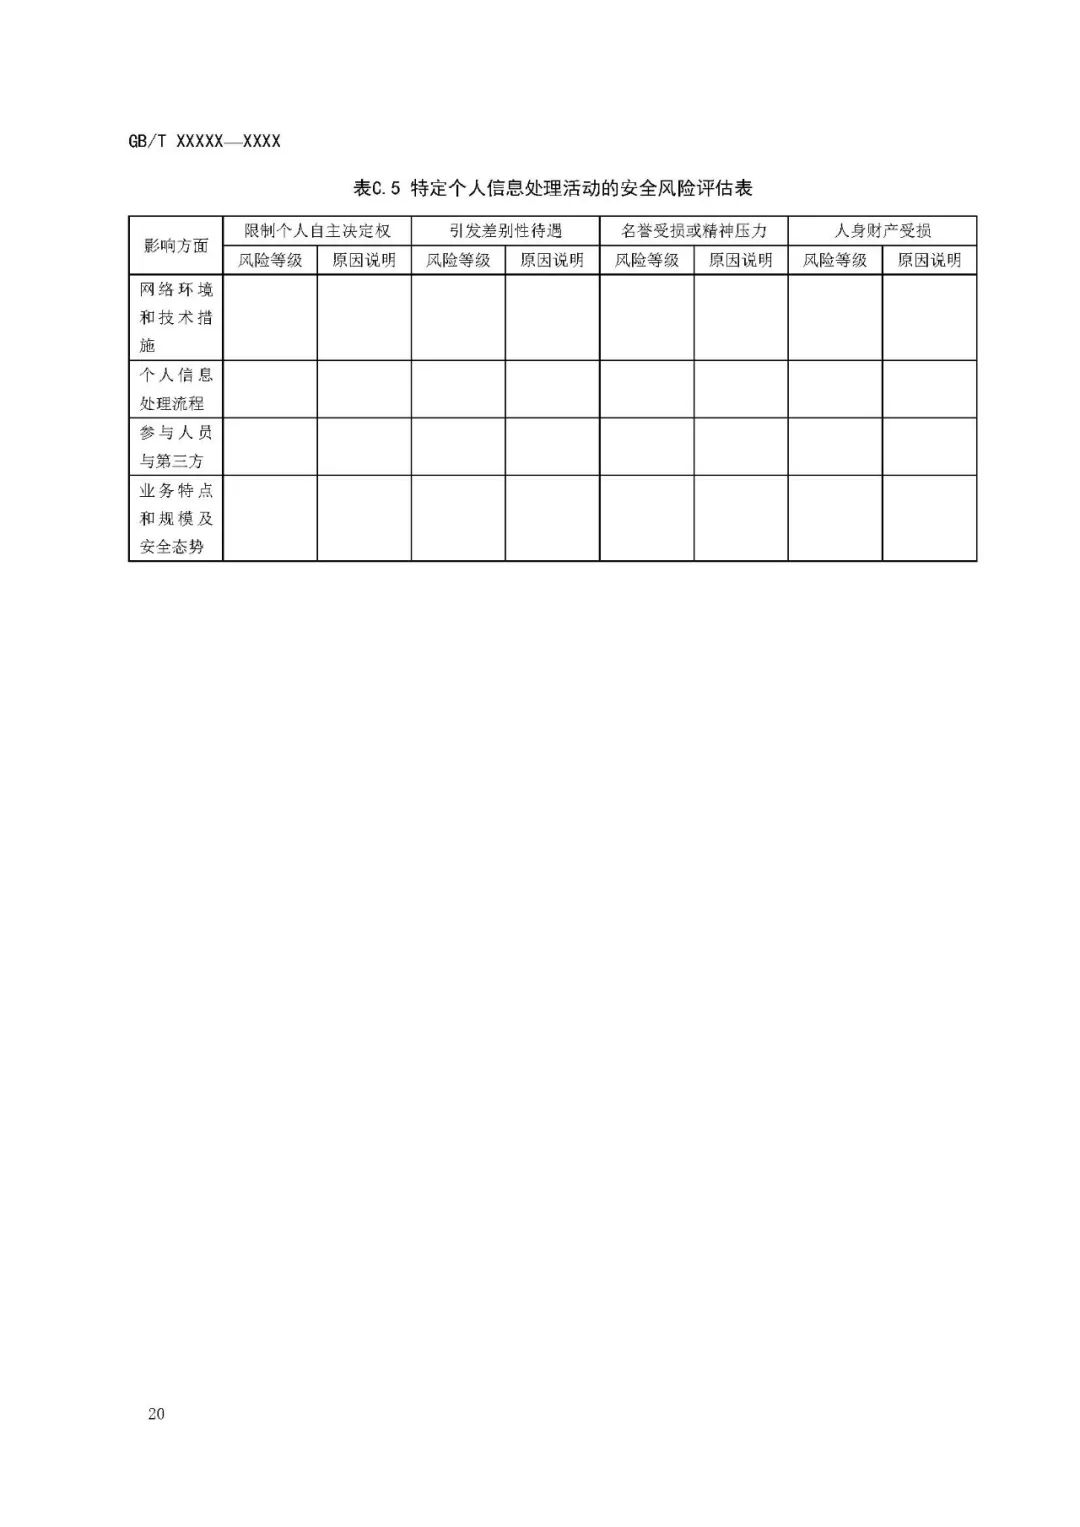 GB/T XXXXX—XXXX
表C.5 特定个人信息处理活动的安全风险评估表
影响方面 限制个人自主决定权 引发差别性待遇 名誉受损或精神压力 人身财产受损
风险等级 原因说明 风险等级 原因说明 风险等级 原因说明 风险等级 原因说明
网络环境
和技术措
施
个人信息
处理流程
参与人员
与第三方
业务特点
和规模及
安全态势
20